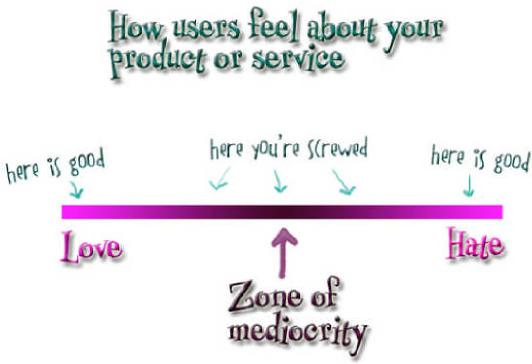 How users feel about your
product or service
here is good
here you're screwed
here is good
Love
Hate
Zone of
mediocrity